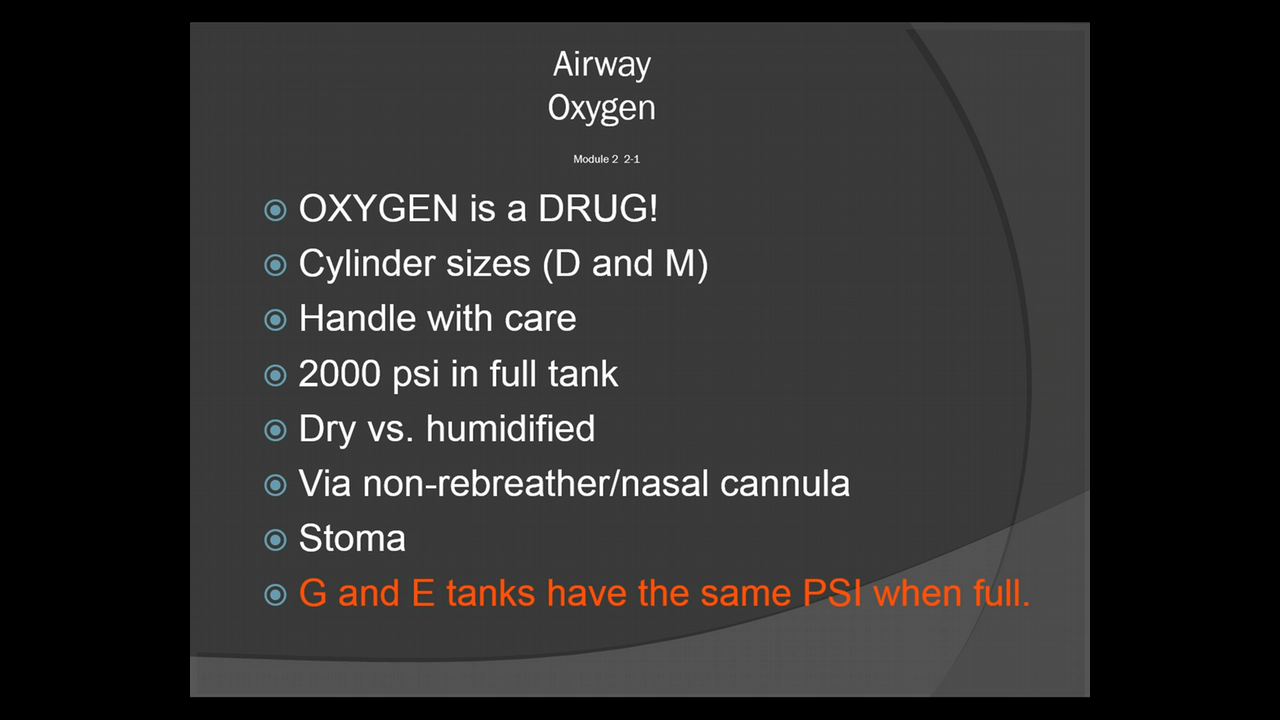 Airway
Oxygen
Module 2 2-1
OXYGEN is a DRUG!
Cylinder sizes (D and M)
Handle with care
2000 psi in full tank
Dry vs. humidified
Via non-rebreather/nasal cannula
Stoma
G and E tanks have the same PSI when full.